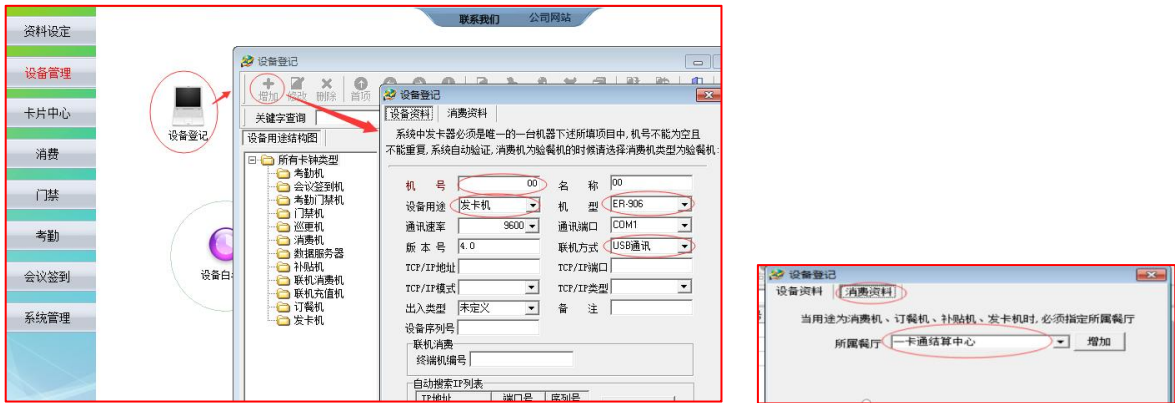 联系我们 公司网站
资料设定
设备管理
卡片中心
消费
门禁
考勤
会议签到
系统管理
设备登记
设备白
设备登记
增加 修改 删除 首项
关键字查询
设备用途结构图
所有卡钟类型
考勤机
会议签到机
考勤门禁机
门禁机
巡更机
消费机
数据服务器
补贴机
联机消费机
联机充值机
订餐机
发卡机
设备登记
设备资料 消费资料
系统中发卡器必须是唯一的一台机器下述所填项目中,机号不能为空且
不能重复,系统自动验证,消费机为验餐机的时候请选择消费机类型为验餐机:
机 号 00 名 称 00
设备用途 发卡机 机 型 ER-906
通讯速率 9600 通讯端口 COM1
版 本 号 4.0 联机方式 USB通讯
TCP/IP地址 TCP/IP端口
TCP/IP模式 TCP/IP类型
出入类型 未定义 备 注
设备序列号
联机消费
终端机编号
自动搜索IP列表
IP地址 端口号 序列号
设备登记
设备资料 消费资料
当用途为消费机、订餐机、补贴机、发卡机时,必须指定所属餐厅
所属餐厅 一卡通结算中心 增加